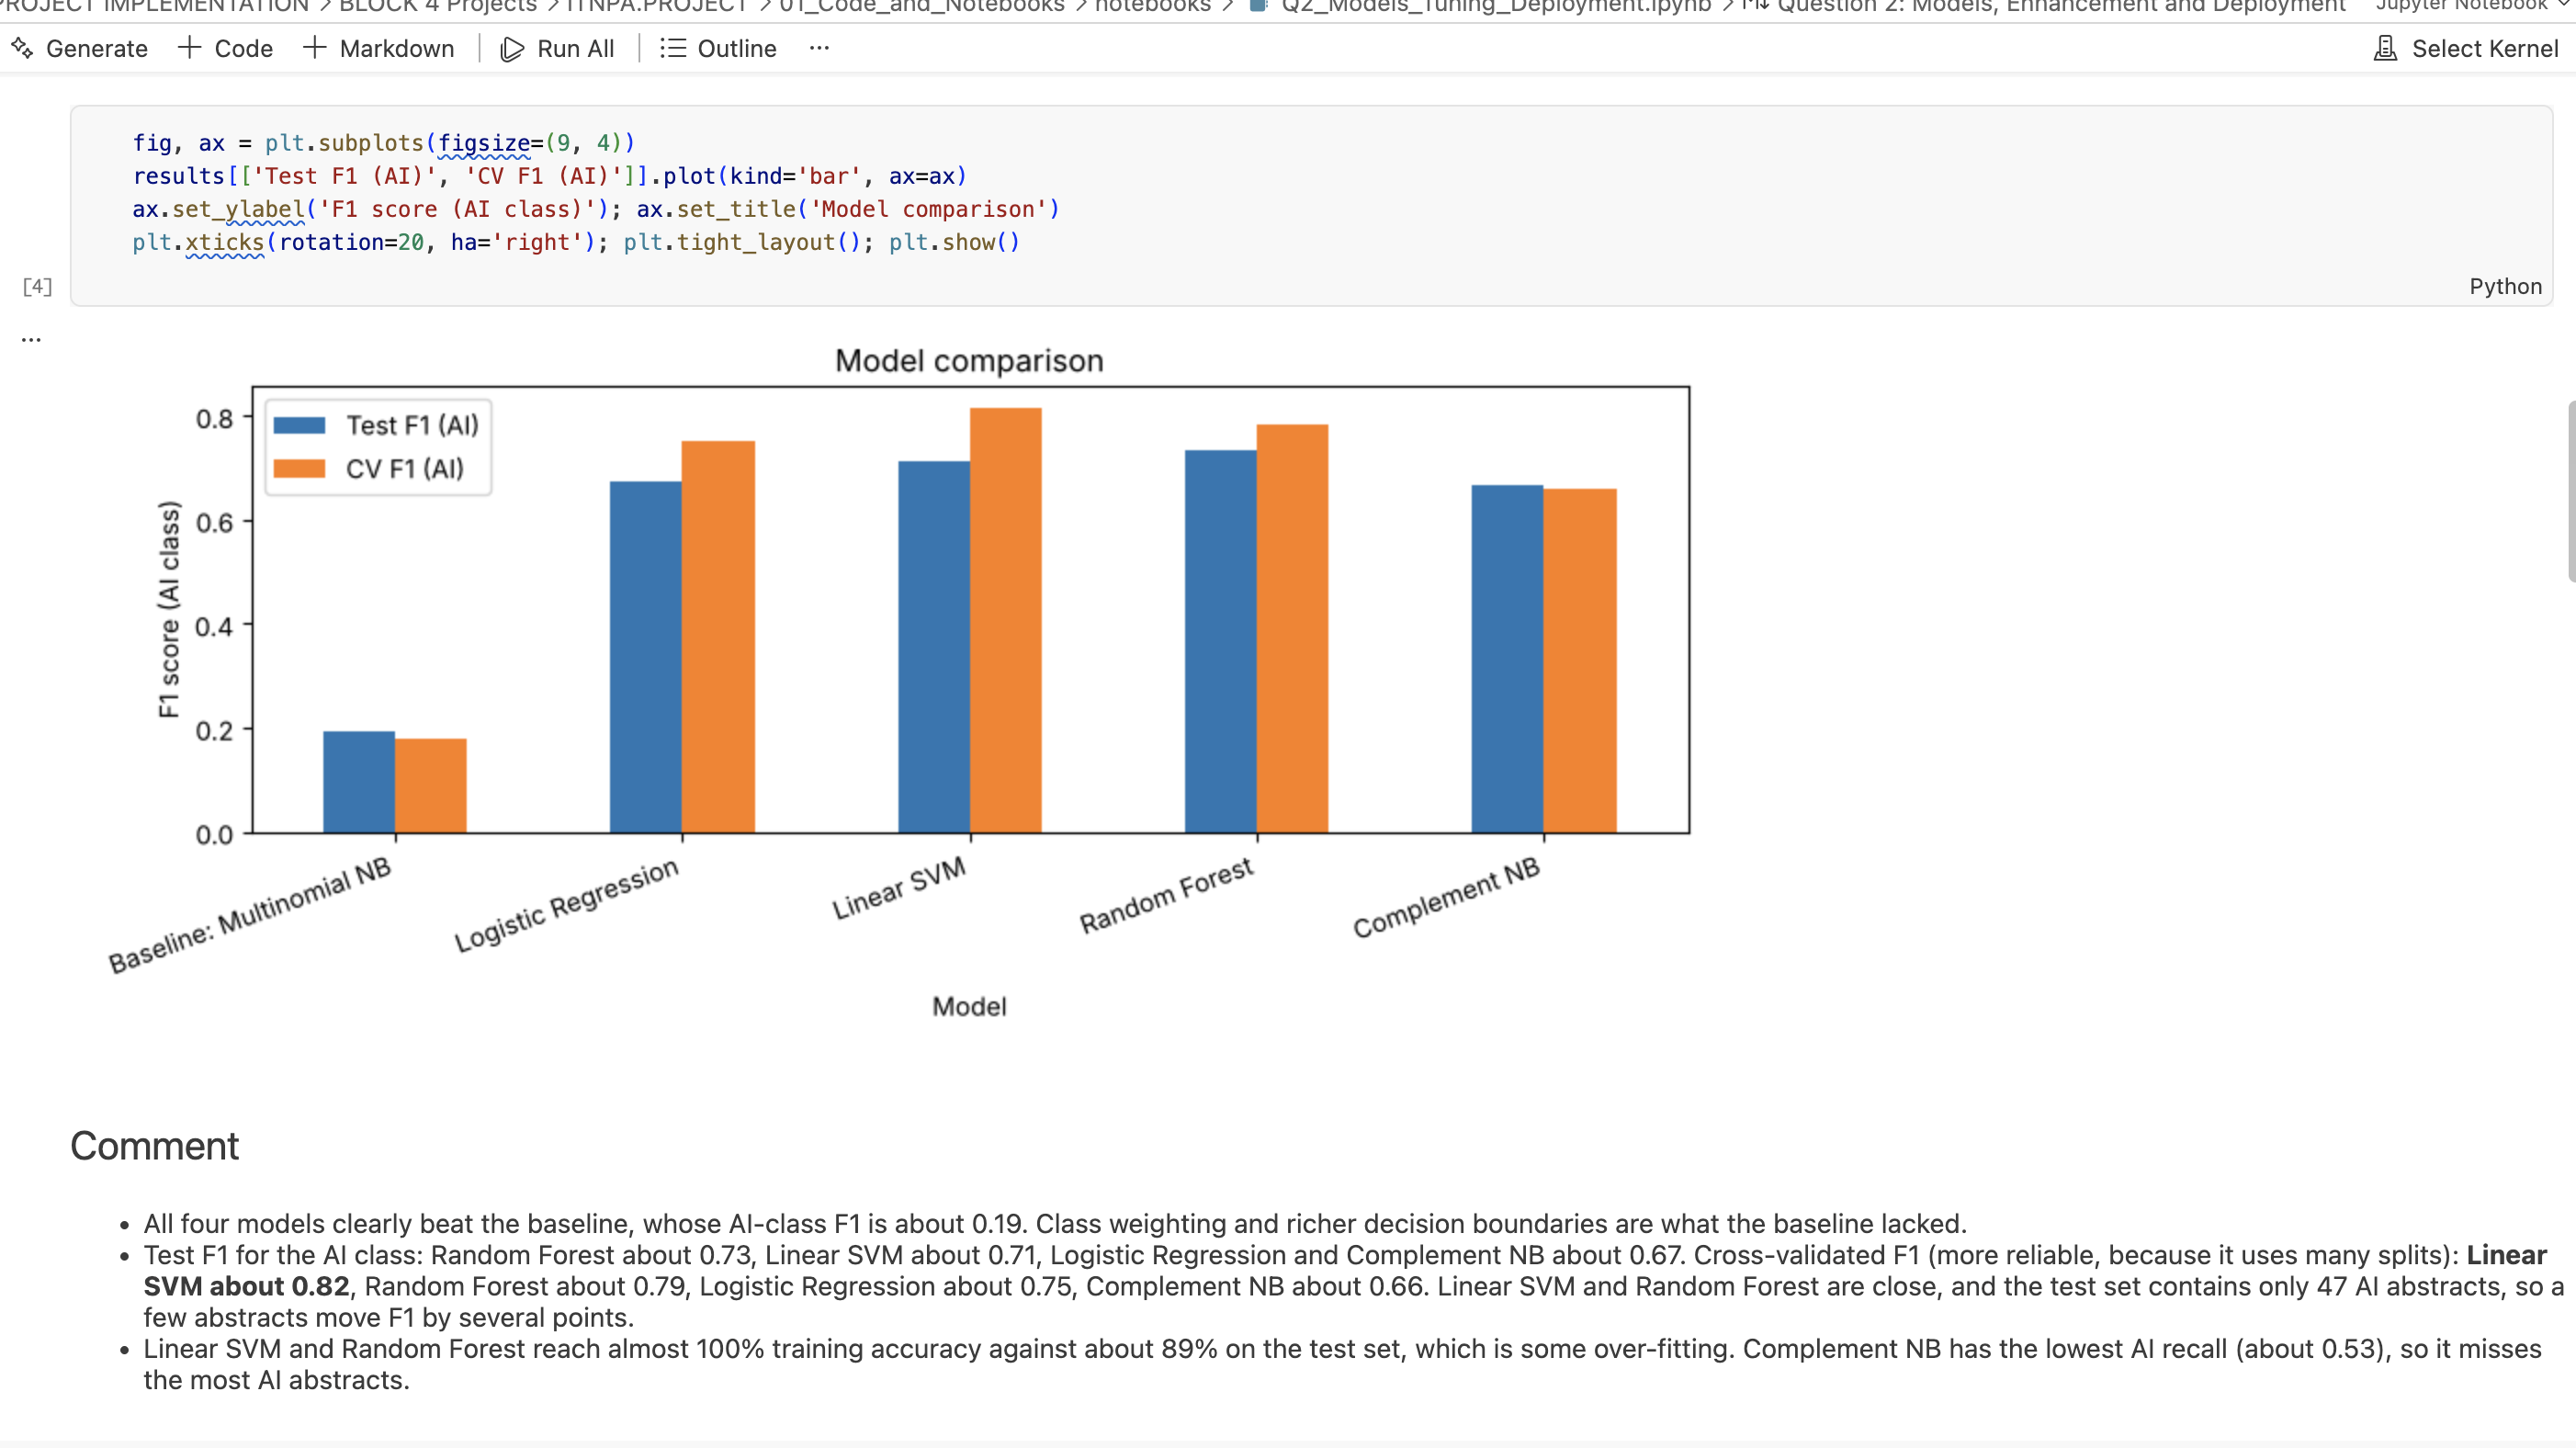 PROJECT IMPLEMENTATION > BLOCK 4 Projects > ITNPA.PROJECT > 01_Code_and_Notebooks > notebooks > Q2_Models_Tuning_Deployment.ipynb > M↓ Question 2: Models, Enhancement and Deployment Jupyter Notebook
Generate + Code + Markdown Run All Outline ... Select Kernel
fig, ax = plt.subplots(figsize=(9, 4))
results[['Test F1 (AI)', 'CV F1 (AI)']].plot(kind='bar', ax=ax)
ax.set_ylabel('F1 score (AI class)'); ax.set_title('Model comparison')
plt.xticks(rotation=20, ha='right'); plt.tight_layout(); plt.show()
[4]
Python
...
Model comparison
Test F1 (AI)
CV F1 (AI)
F1 score (AI class)
0.8
0.6
0.4
0.2
0.0
Baseline: Multinomial NB
Logistic Regression
Linear SVM
Random Forest
Complement NB
Model
Comment
• All four models clearly beat the baseline, whose AI-class F1 is about 0.19. Class weighting and richer decision boundaries are what the baseline lacked.
• Test F1 for the AI class: Random Forest about 0.73, Linear SVM about 0.71, Logistic Regression and Complement NB about 0.67. Cross-validated F1 (more reliable, because it uses many splits): Linear
SVM about 0.82, Random Forest about 0.79, Logistic Regression about 0.75, Complement NB about 0.66. Linear SVM and Random Forest are close, and the test set contains only 47 AI abstracts, so a
few abstracts move F1 by several points.
• Linear SVM and Random Forest reach almost 100% training accuracy against about 89% on the test set, which is some over-fitting. Complement NB has the lowest AI recall (about 0.53), so it misses
the most AI abstracts.